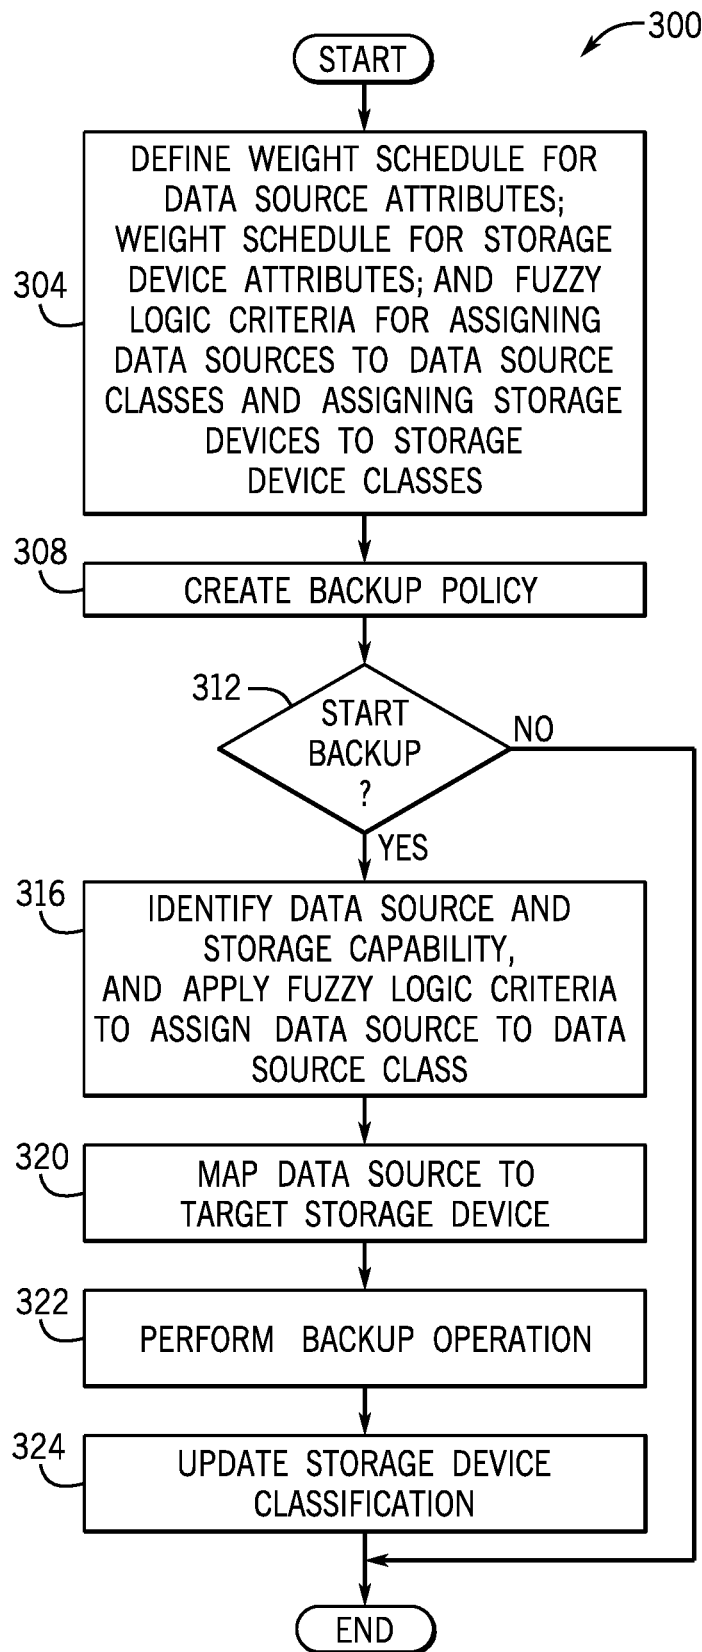 300
START
304
DEFINE WEIGHT SCHEDULE FOR
DATA SOURCE ATTRIBUTES;
WEIGHT SCHEDULE FOR STORAGE
DEVICE ATTRIBUTES; AND FUZZY
LOGIC CRITERIA FOR ASSIGNING
DATA SOURCES TO DATA SOURCE
CLASSES AND ASSIGNING STORAGE
DEVICES TO STORAGE
DEVICE CLASSES
308
CREATE BACKUP POLICY
312
START
BACKUP
?
NO
YES
316
IDENTIFY DATA SOURCE AND
STORAGE CAPABILITY,
AND APPLY FUZZY LOGIC CRITERIA
TO ASSIGN DATA SOURCE TO DATA
SOURCE CLASS
320
MAP DATA SOURCE TO
TARGET STORAGE DEVICE
322
PERFORM BACKUP OPERATION
324
UPDATE STORAGE DEVICE
CLASSIFICATION
END